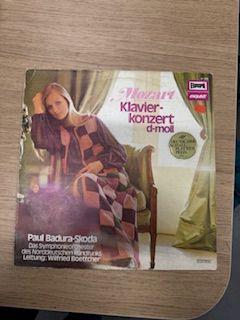 EUROPA
Mozart
Klavier-
konzert
d-moll
Paul Badura-Skoda
Das Symphonieorchester
des Norddeutschen Rundfunks
Leitung: Wilfried Boettcher